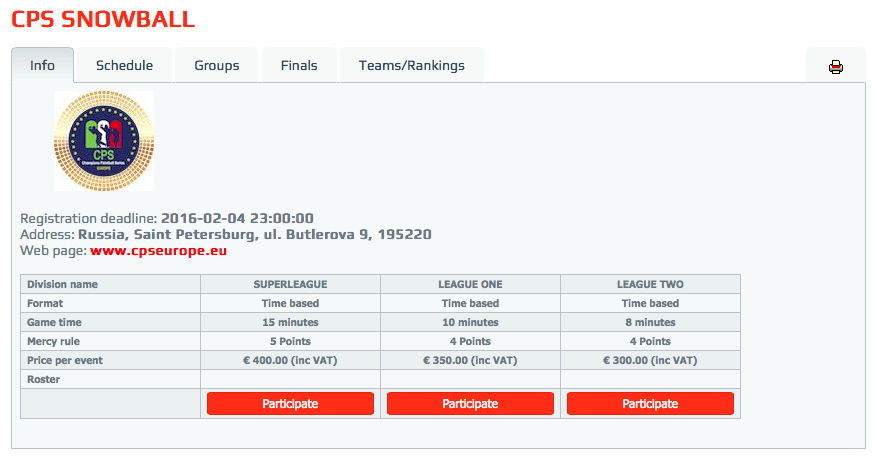 CPS SNOWBALL
Info Schedule Groups Finals Teams/Rankings
CPS
Champions Paintball Series
EUROPE
Registration deadline: 2016-02-04 23:00:00
Address: Russia, Saint Petersburg, ul. Butlerova 9, 195220
Web page: www.cpseurope.eu
Division name SUPERLEAGUE LEAGUE ONE LEAGUE TWO
Format Time based Time based Time based
Game time 15 minutes 10 minutes 8 minutes
Mercy rule 5 Points 4 Points 4 Points
Price per event € 400.00 (inc VAT) € 350.00 (inc VAT) € 300.00 (inc VAT)
Roster
Participate Participate Participate